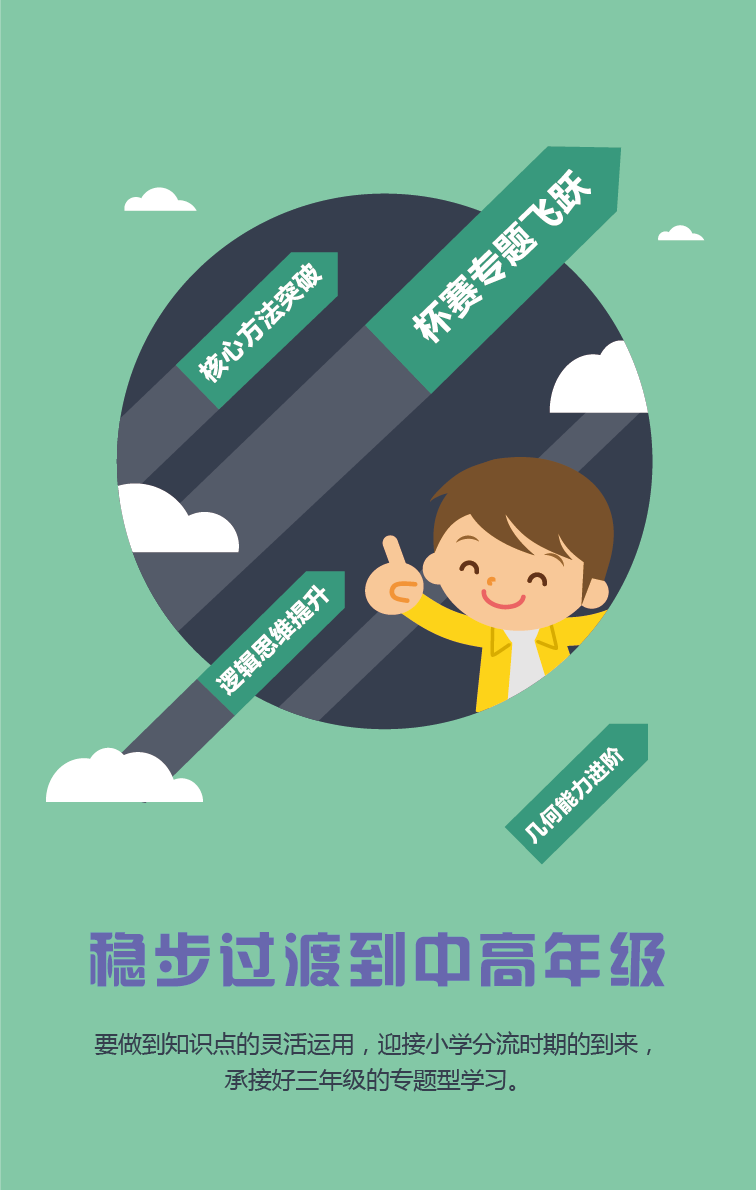 杯赛专题飞跃
核心方法突破
逻辑思维提升
几何能力进阶
稳步过渡到中高年级
要做到知识点的灵活运用，迎接小学分流时期的到来，
承接好三年级的专题型学习。